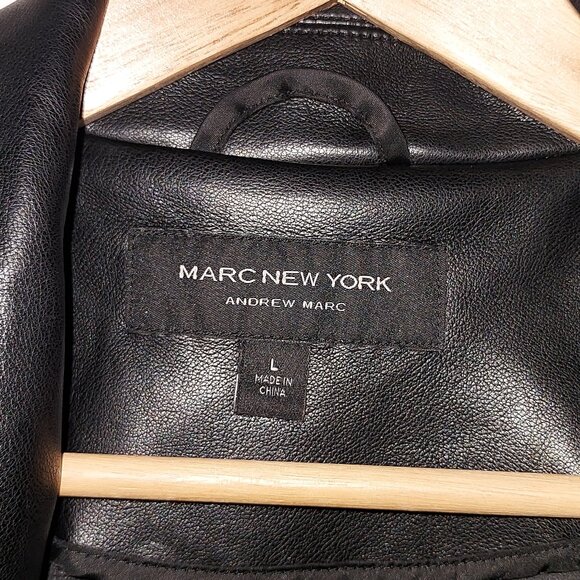 MARC NEW YORK
ANDREW MARC
L
MADE IN
CHINA